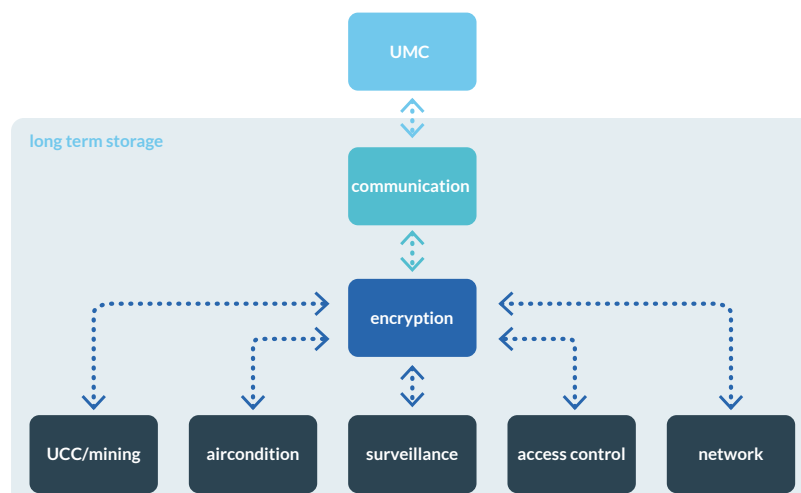 UMC
long term storage
communication
encryption
UCC/mining
aircondition
surveillance
access control
network